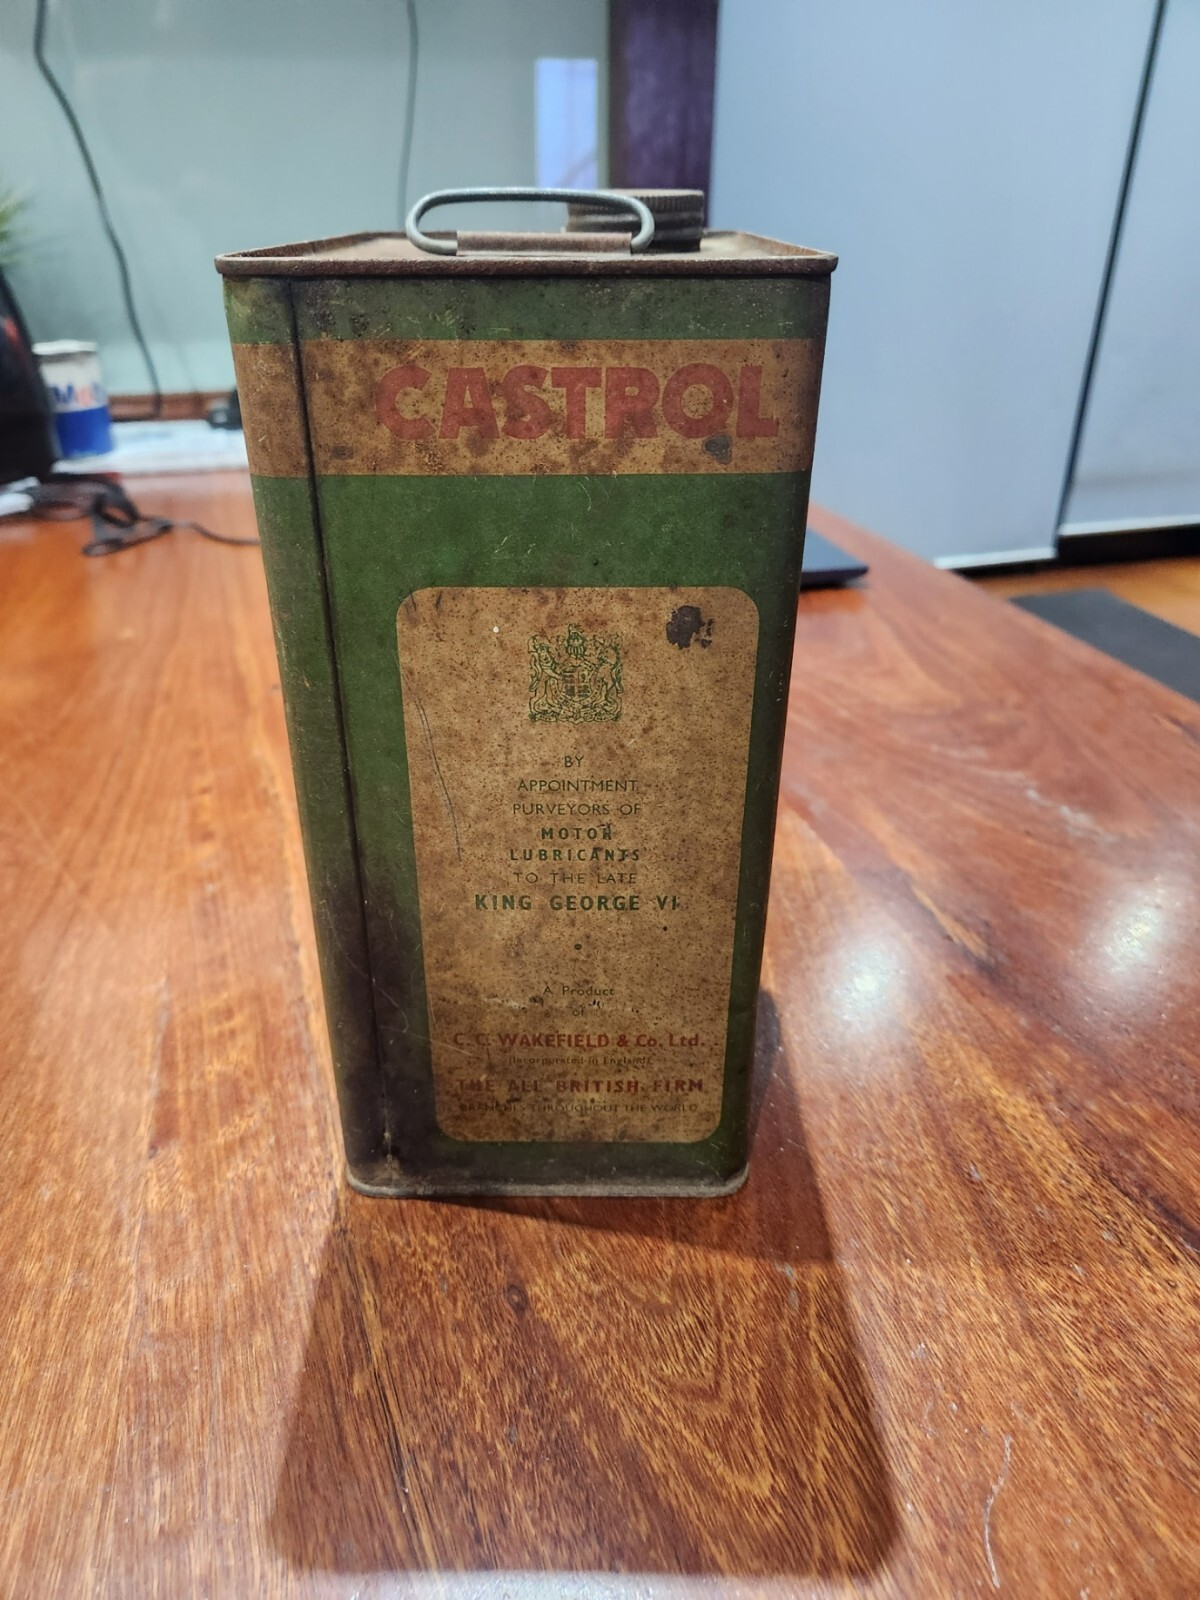 CASTROL
BY
APPOINTMENT
PURVEYORS OF
MOTOR
LUBRICANTS
TO THE LATE
KING GEORGE VI
A Product
of
C. C. WAKEFIELD & Co. Ltd.
(Incorporated in England)
THE ALL BRITISH FIRM
BRANCHES THROUGHOUT THE WORLD